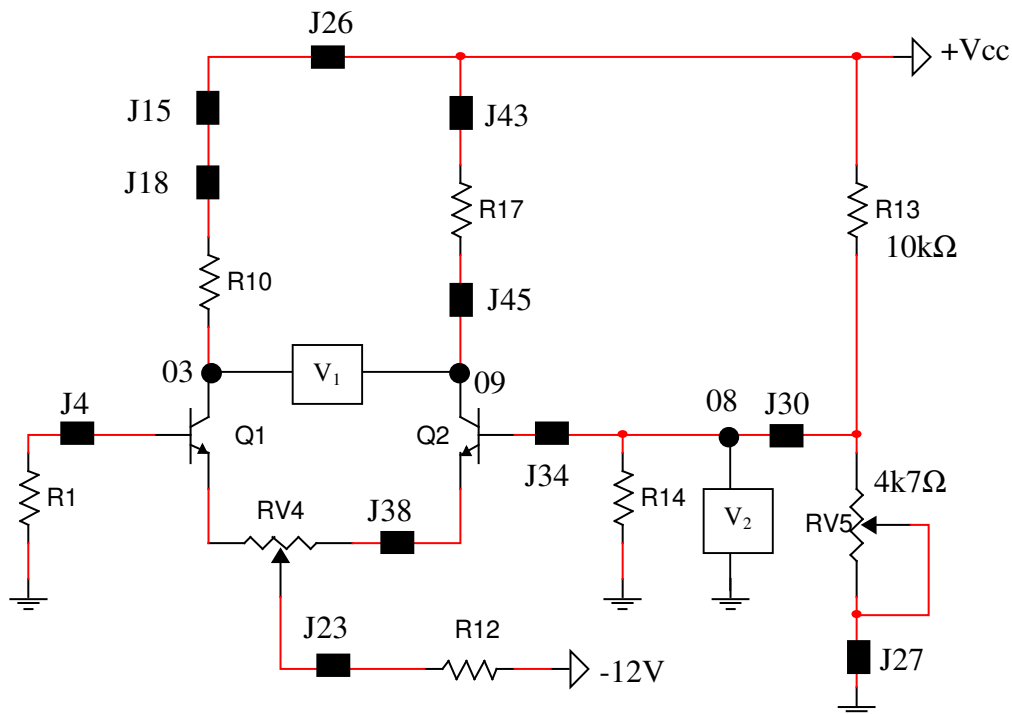 J26
+Vcc
J15
J43
J18
R17
R13
10kΩ
R10
J45
03
V1
09
J4
Q1
Q2
08
J30
J34
R1
RV4
J38
R14
V2
4k7Ω
RV5
J23
R12
-12V
J27